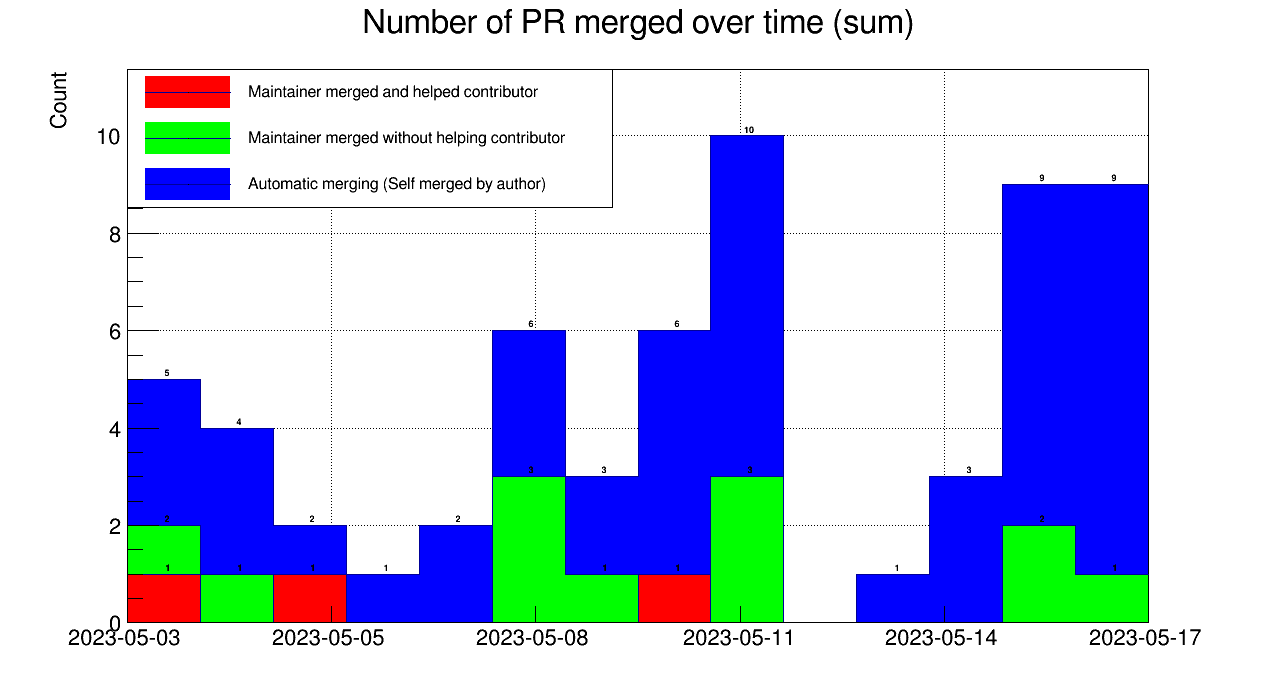 Number of PR merged over time (sum)
Count
Maintainer merged and helped contributor
Maintainer merged without helping contributor
Automatic merging (Self merged by author)
10
8
6
4
2
0
10
9 9
6 6
5
4
3 3 3 3
2 2 2 2
1 1 1 1 1 1 1 1
2023-05-03 2023-05-05 2023-05-08 2023-05-11 2023-05-14 2023-05-17